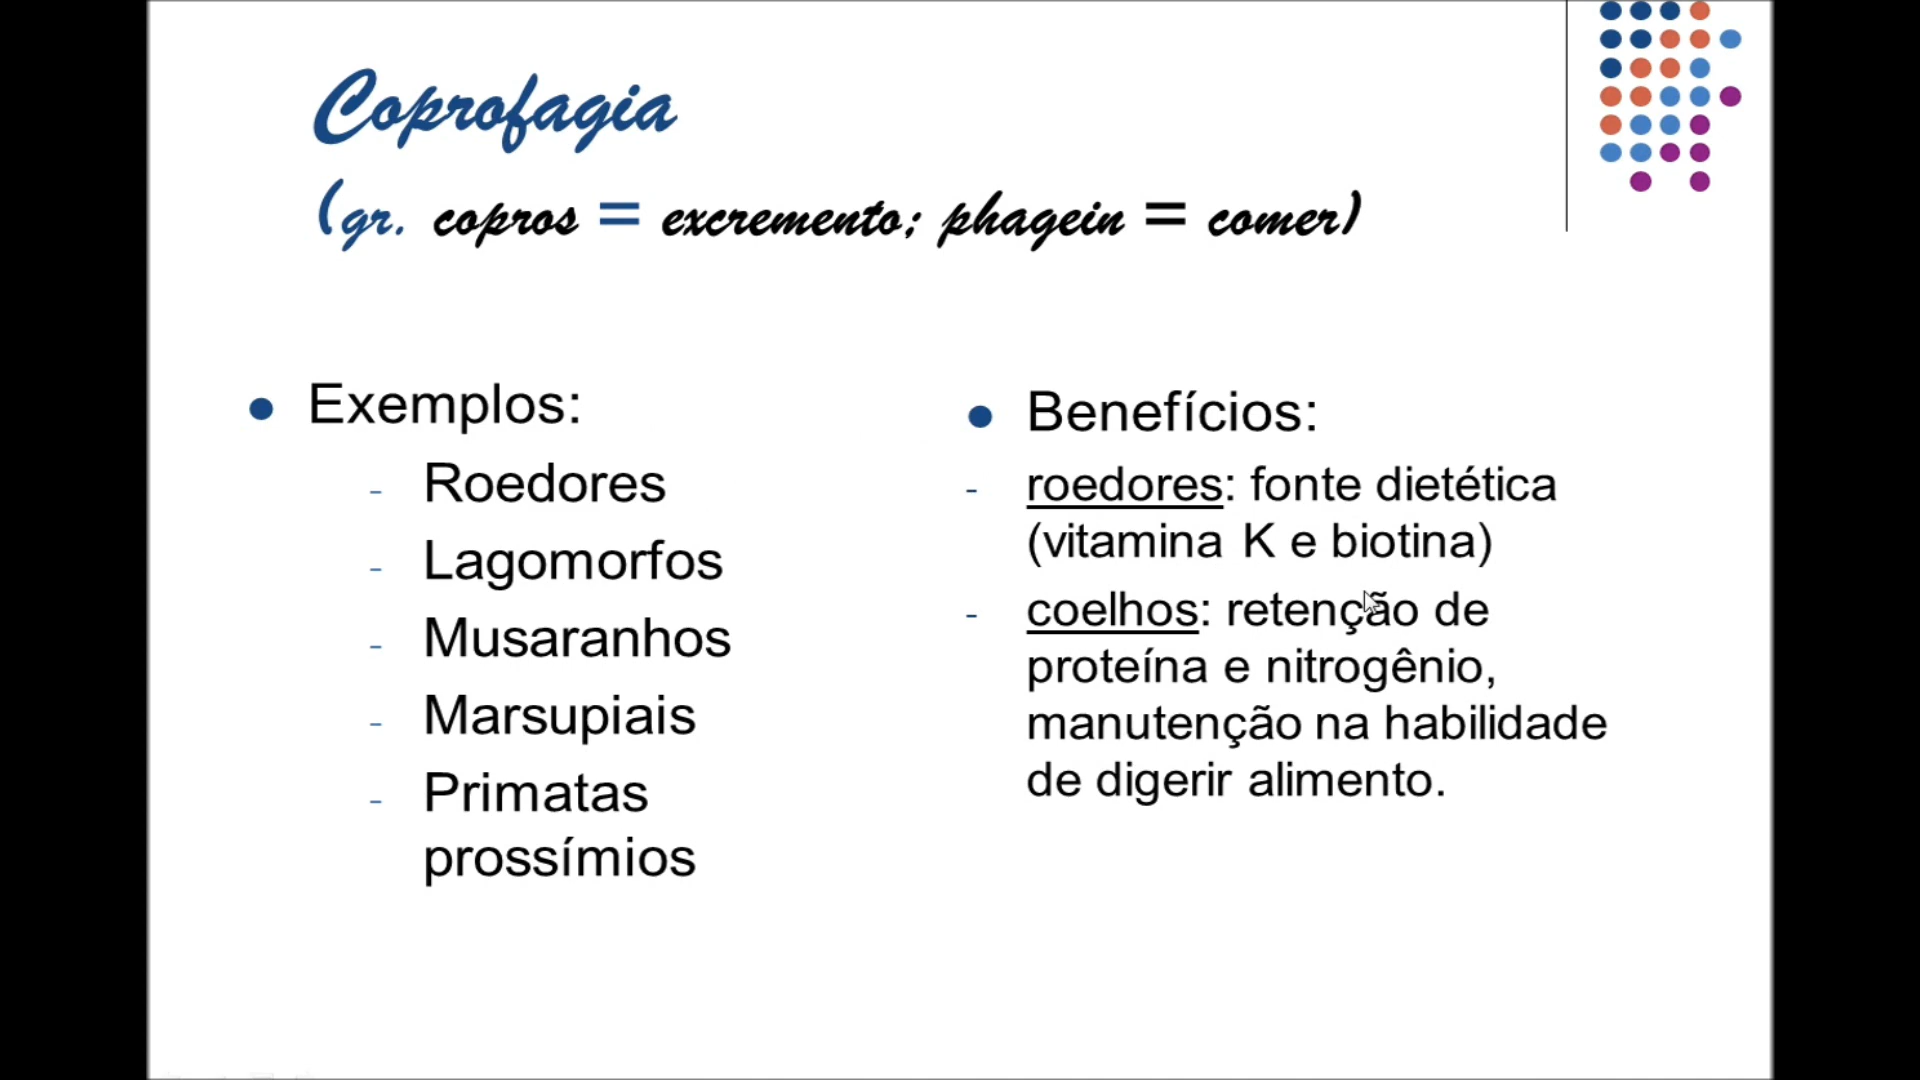 Coprofagia
(gr. copros = excremento; phagein = comer)
Exemplos:
- Roedores
- Lagomorfos
- Musaranhos
- Marsupiais
- Primatas
prossímios
Benefícios:
- roedores: fonte dietética
(vitamina K e biotina)
- coelhos: retenção de
proteína e nitrogênio,
manutenção na habilidade
de digerir alimento.